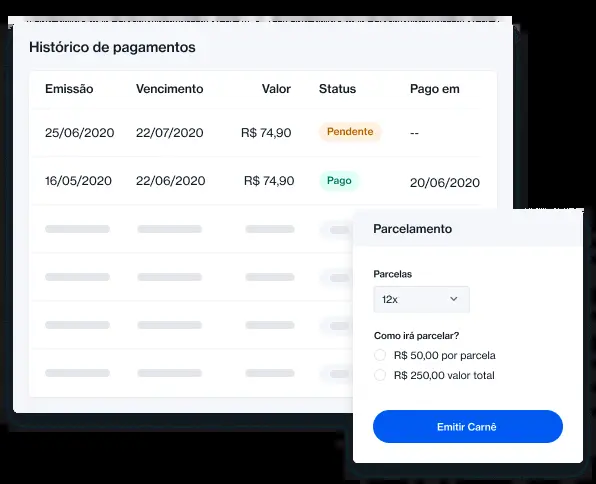 Histórico de pagamentos
Emissão Vencimento Valor Status Pago em
25/06/2020 22/07/2020 R$ 74,90 Pendente --
16/05/2020 22/06/2020 R$ 74,90 Pago 20/06/2020
Parcelamento
Parcelas
12x
Como irá parcelar?
R$ 50,00 por parcela
R$ 250,00 valor total
Emitir Carnê